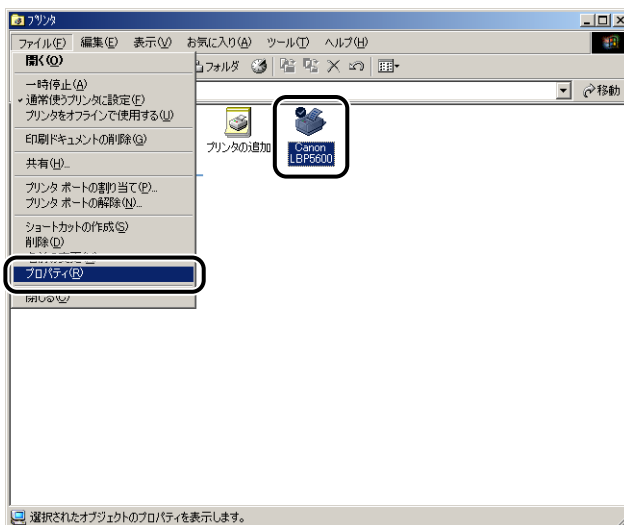 プリンタ
ファイル(F) 編集(E) 表示(V) お気に入り(A) ツール(T) ヘルプ(H)
開く(O)
フォルダ
一時停止(A)
通常使うプリンタに設定(F)
移動
プリンタをオフラインで使用する(U)
印刷ドキュメントの削除(G)
プリンタの追加
Canon
LBP5600
共有(H)...
プリンタ ポートの割り当て(P)...
プリンタ ポートの解除(N)...
ショートカットの作成(S)
削除(D)
プロパティ(R)
閉じる(C)
選択されたオブジェクトのプロパティを表示します。